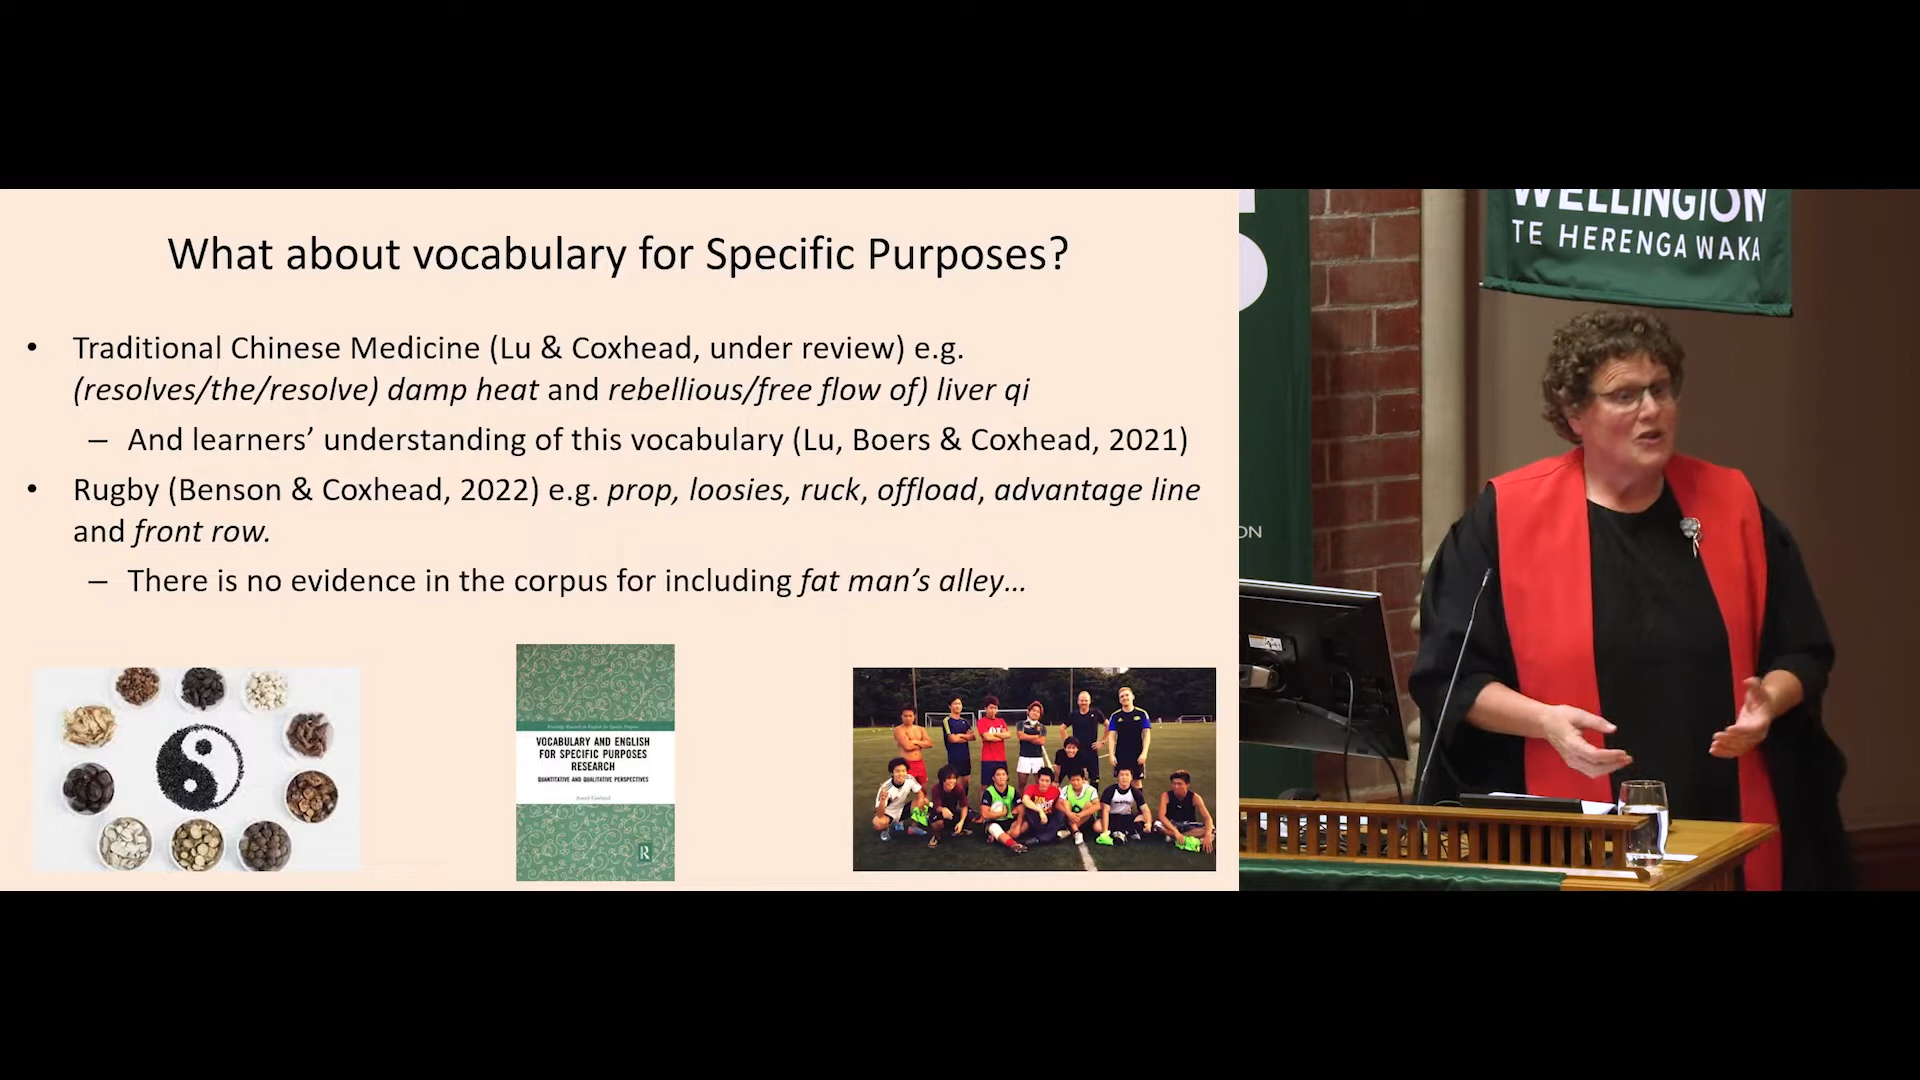 What about vocabulary for Specific Purposes?
• Traditional Chinese Medicine (Lu & Coxhead, under review) e.g.
(resolves/the/resolve) damp heat and rebellious/free flow of) liver qi
– And learners’ understanding of this vocabulary (Lu, Boers & Coxhead, 2021)
• Rugby (Benson & Coxhead, 2022) e.g. prop, loosies, ruck, offload, advantage line
and front row.
– There is no evidence in the corpus for including fat man’s alley…
VOCABULARY AND ENGLISH
FOR SPECIFIC PURPOSES
RESEARCH
QUANTITATIVE AND QUALITATIVE PERSPECTIVES
R
WELLINGTON
TE HERENGA WAKA
ON